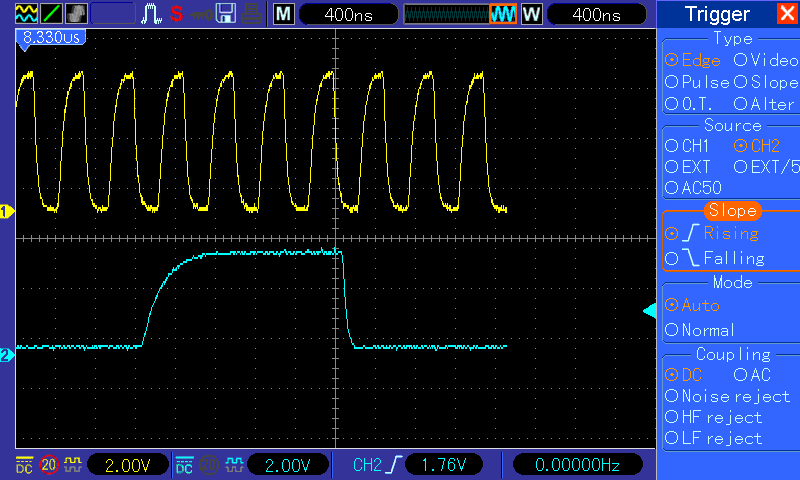 S M 400ns W 400ns Trigger
8.330us
Type
Edge Video
Pulse Slope
O.T. Alter
Source
CH1 CH2
EXT EXT/5
AC50
Slope
Rising
Falling
Mode
Auto
Normal
Coupling
DC AC
Noise reject
HF reject
LF reject
1
2
DC 20 2.00V DC 20 2.00V CH2 1.76V 0.00000Hz